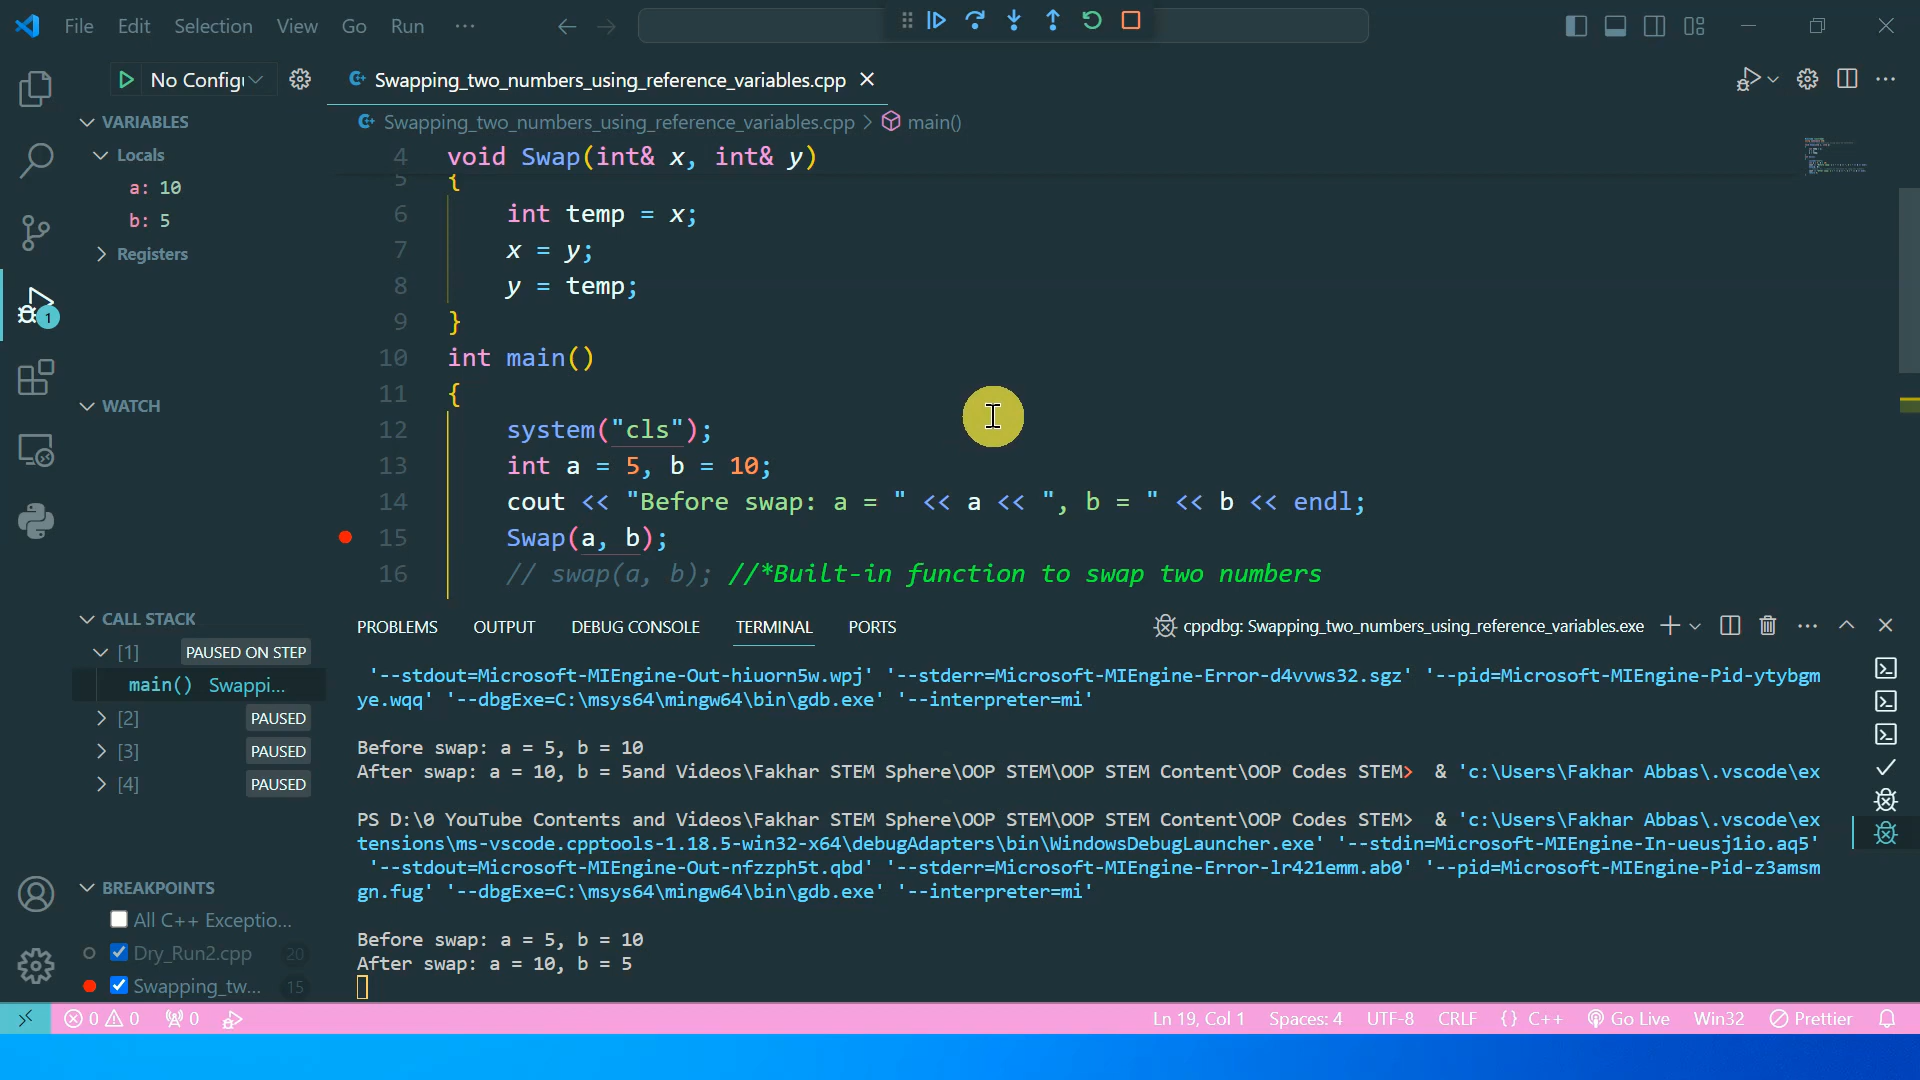 File Edit Selection View Go Run ...
No Configu
Swapping_two_numbers_using_reference_variables.cpp
VARIABLES
Locals
a: 10
b: 5
Registers
WATCH
CALL STACK
[1] PAUSED ON STEP
main() Swappi...
[2] PAUSED
[3] PAUSED
[4] PAUSED
BREAKPOINTS
All C++ Exceptio...
Dry_Run2.cpp 20
Swapping_tw... 15
Swapping_two_numbers_using_reference_variables.cpp > main()
4 void Swap(int& x, int& y)
5 {
6 int temp = x;
7 x = y;
8 y = temp;
9 }
10 int main()
11 {
12 system("cls");
13 int a = 5, b = 10;
14 cout << "Before swap: a = " << a << ", b = " << b << endl;
15 Swap(a, b);
16 // swap(a, b); //*Built-in function to swap two numbers
PROBLEMS OUTPUT DEBUG CONSOLE TERMINAL PORTS
cppdbg: Swapping_two_numbers_using_reference_variables.exe
'--stdout=Microsoft-MIEngine-Out-hiuorn5w.wpj' '--stderr=Microsoft-MIEngine-Error-d4vvws32.sgz' '--pid=Microsoft-MIEngine-Pid-ytybgm
ye.wqq' '--dbgExe=C:\msys64\mingw64\bin\gdb.exe' '--interpreter=mi'
Before swap: a = 5, b = 10
After swap: a = 10, b = 5and Videos\Fakhar STEM Sphere\OOP STEM\OOP STEM Content\OOP Codes STEM> & 'c:\Users\Fakhar Abbas\.vscode\ex
PS D:\0 YouTube Contents and Videos\Fakhar STEM Sphere\OOP STEM\OOP STEM Content\OOP Codes STEM> & 'c:\Users\Fakhar Abbas\.vscode\ex
tensions\ms-vscode.cpptools-1.18.5-win32-x64\debugAdapters\bin\WindowsDebugLauncher.exe' '--stdin=Microsoft-MIEngine-In-ueusj1io.aq5'
'--stdout=Microsoft-MIEngine-Out-nfzzph5t.qbd' '--stderr=Microsoft-MIEngine-Error-lr421emm.ab0' '--pid=Microsoft-MIEngine-Pid-z3amsm
gn.fug' '--dbgExe=C:\msys64\mingw64\bin\gdb.exe' '--interpreter=mi'
Before swap: a = 5, b = 10
After swap: a = 10, b = 5
0 0 0 Ln 19, Col 1 Spaces: 4 UTF-8 CRLF {} C++ Go Live Win32 Prettier